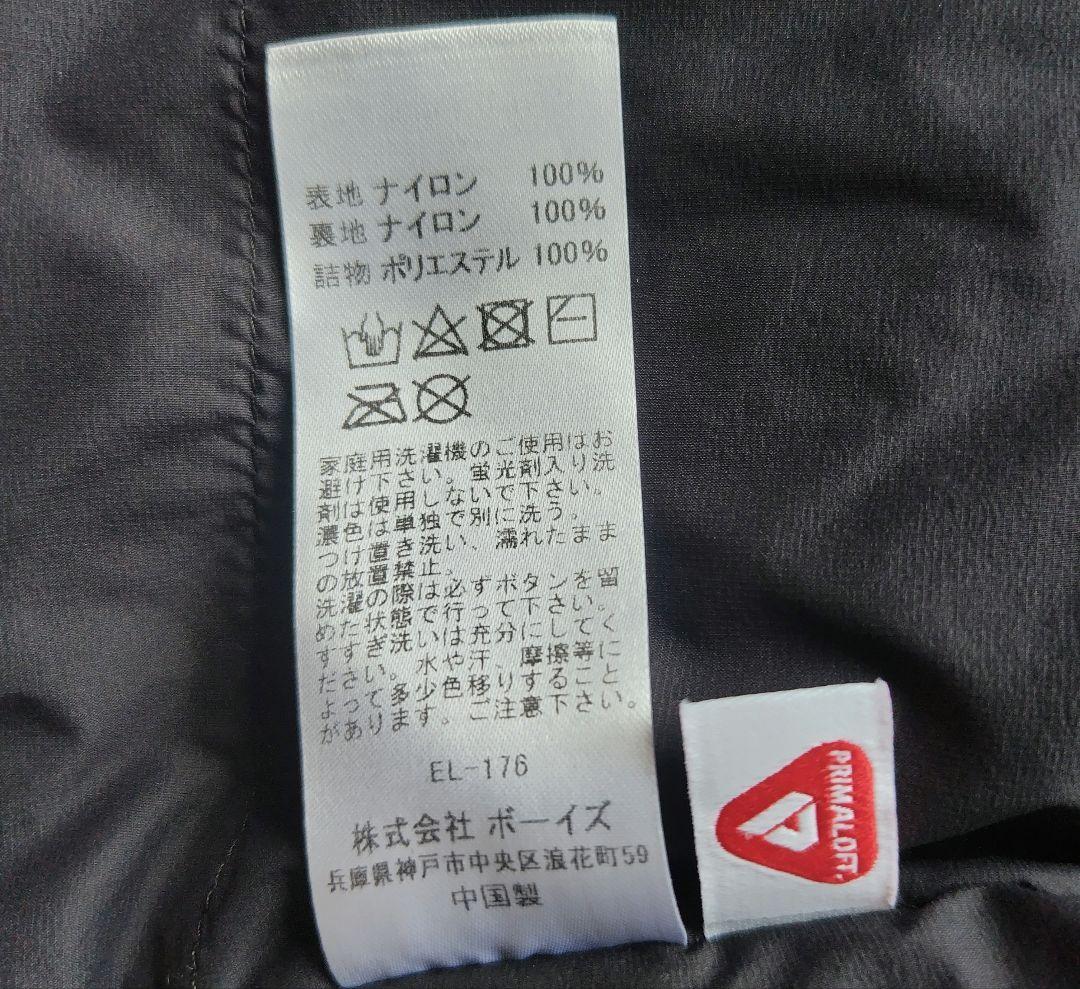 表地 ナイロン 100%
裏地 ナイロン 100%
詰物 ポリエステル 100%
家庭用洗濯機のご使用はお
避け下さい。蛍光剤入り洗
剤は使用しないで下さい。
濃色は単独で別に洗う。
つけ置き洗い、濡れたまま
の放置禁止。
洗濯の際は必ずボタンを留
めた状態で行って下さい。
すすぎ洗いは充分にしてく
ださい。水や汗、摩擦等に
よって多少色移りすること
があります。ご注意下さい。
EL-176
株式会社 ボーイズ
兵庫県神戸市中央区浪花町59
中国製
PRIMALOFT